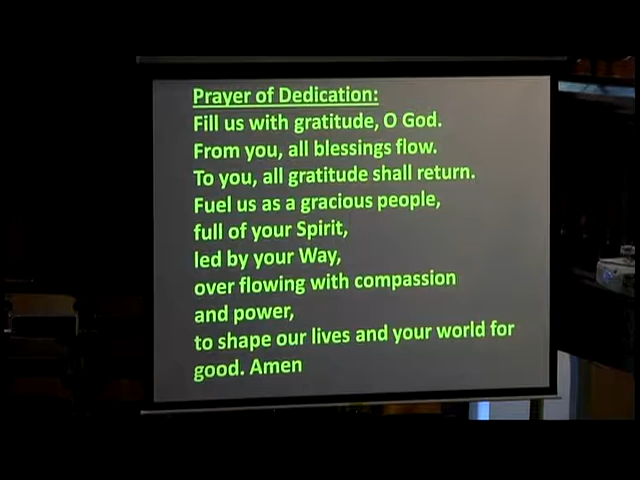 Prayer of Dedication:
Fill us with gratitude, O God.
From you, all blessings flow.
To you, all gratitude shall return.
Fuel us as a gracious people,
full of your Spirit,
led by your Way,
over flowing with compassion
and power,
to shape our lives and your world for
good. Amen